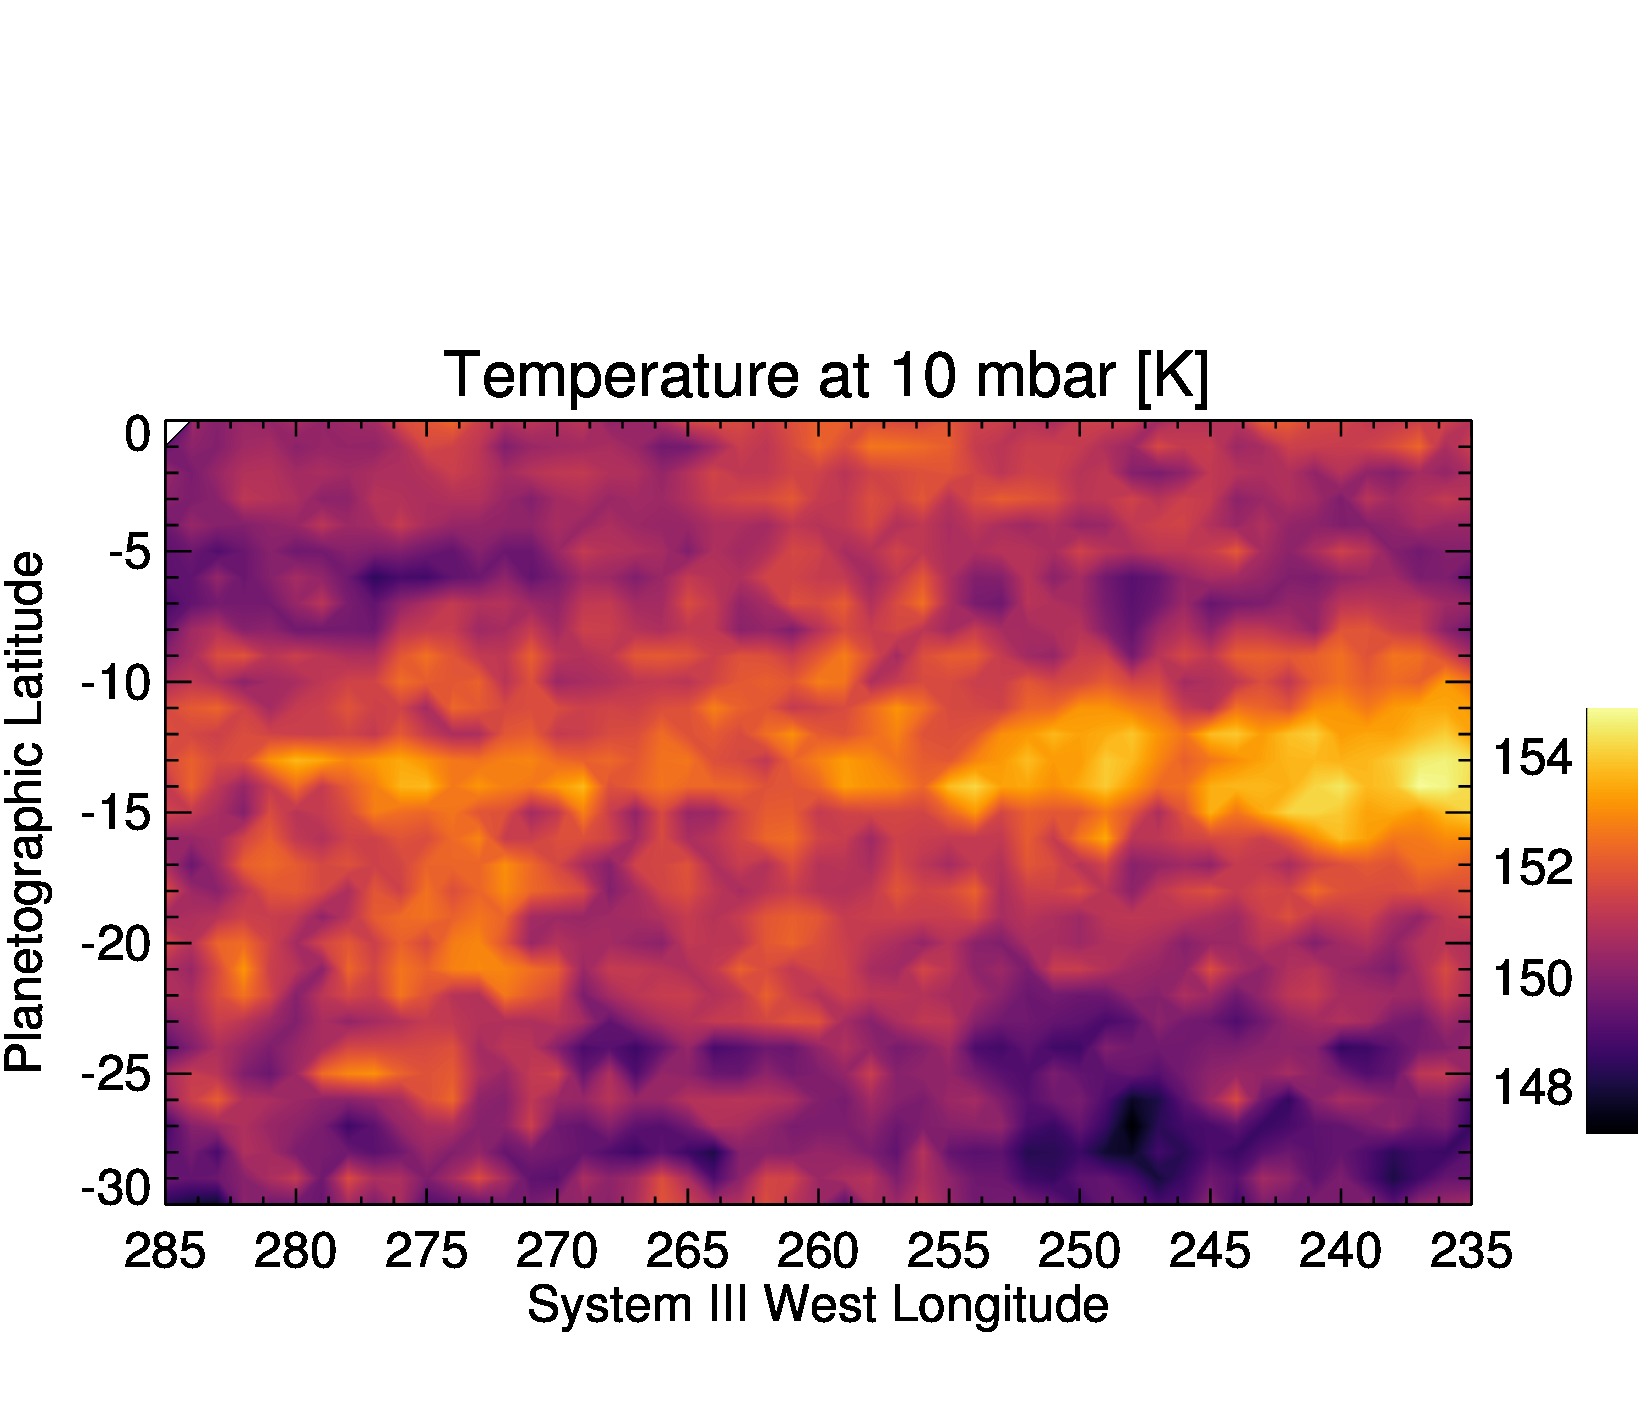 Temperature at 10 mbar [K]
0
-5
-10
-15
-20
-25
-30
Planetographic Latitude
285 280 275 270 265 260 255 250 245 240 235
System III West Longitude
154
152
150
148